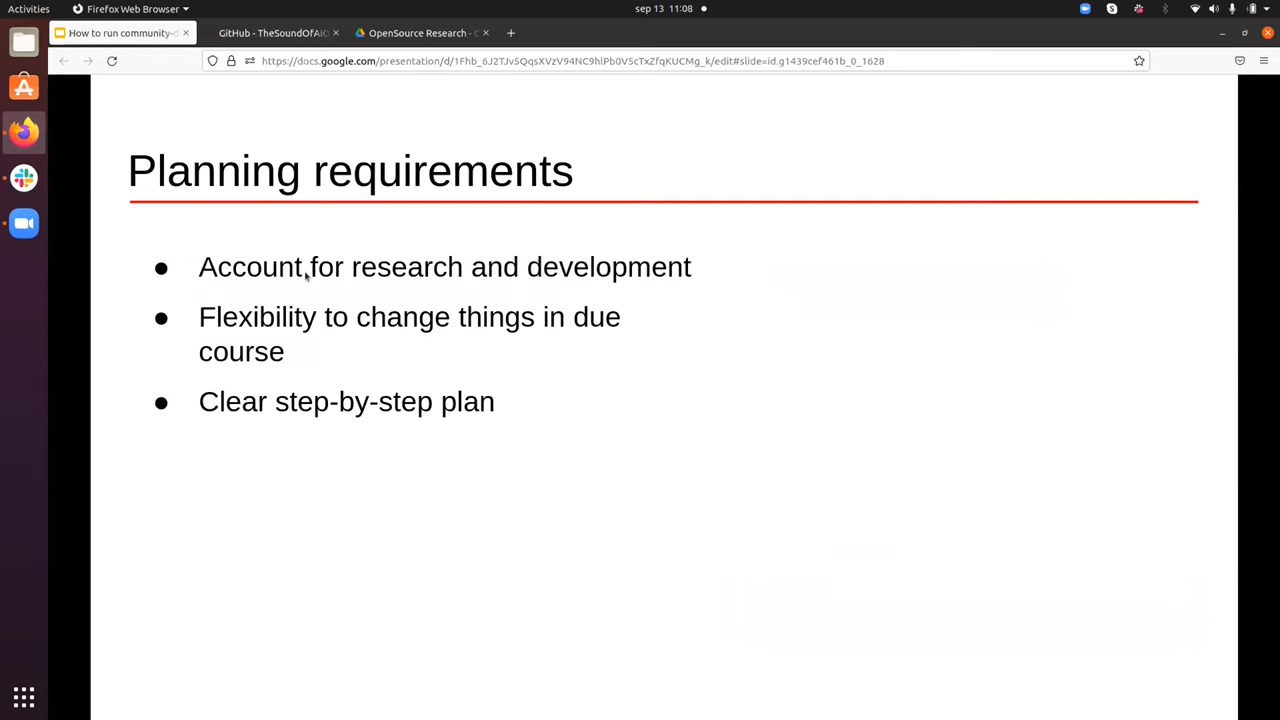 Activities
Firefox Web Browser
sep 13 11:08
How to run community-d
GitHub - TheSoundOfAIO
OpenSource Research - C
https://docs.google.com/presentation/d/1Fhb_6J2TJv5QqsXVzV94NC9hlPb0V5cTxZfqKUCMg_k/edit#slide=id.g1439cef461b_0_1628
Planning requirements
● Account for research and development
● Flexibility to change things in due
course
● Clear step-by-step plan